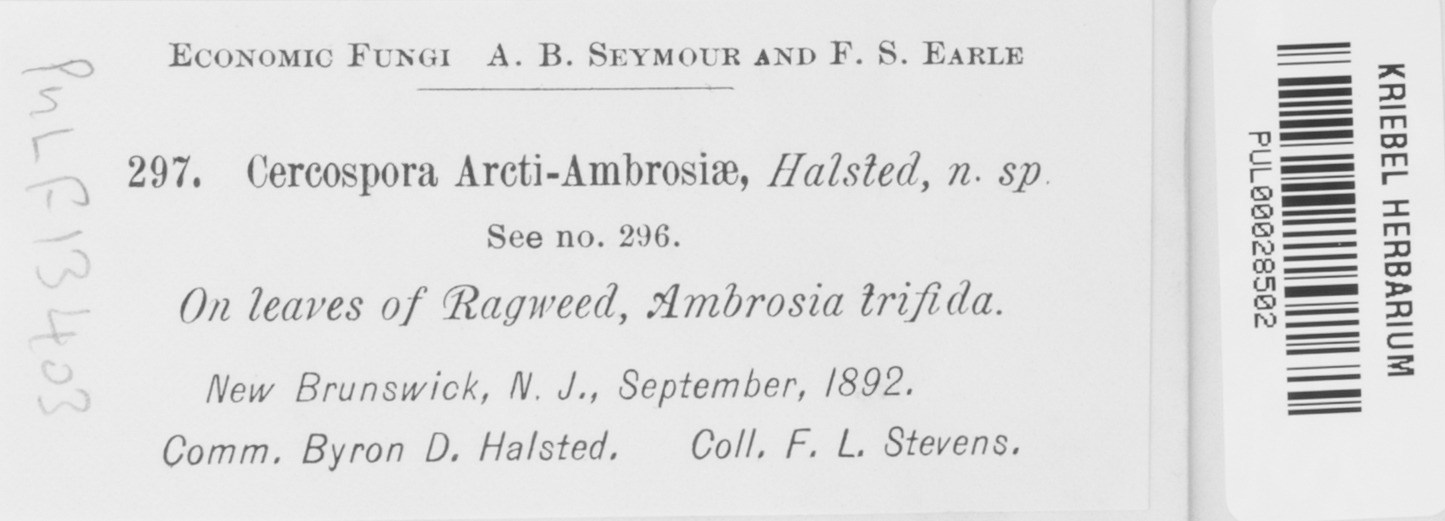 ECONOMIC FUNGI A. B. SEYMOUR AND F. S. EARLE
297. Cercospora Arcti-Ambrosiæ, Halsted, n. sp.
See no. 296.
On leaves of Ragweed, Ambrosia trifida.
New Brunswick, N. J., September, 1892.
Comm. Byron D. Halsted. Coll. F. L. Stevens.
PUL F13403
PUL00028502
KRIEBEL HERBARIUM